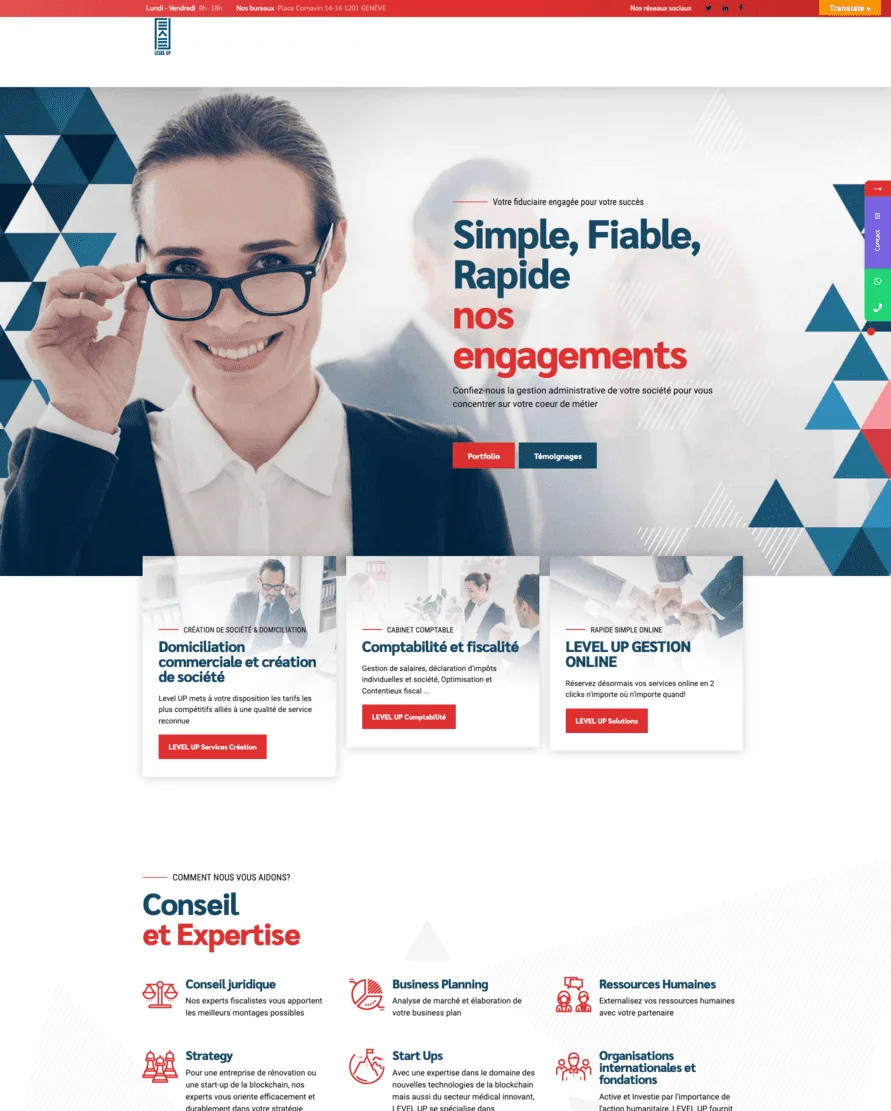 Lundi - Vendredi 8h- 18h Nos bureaux Place Cornavin 14-16 1201 GENÈVE Nos réseaux sociaux Translate »
LEVEL UP
Contact
Votre fiduciaire engagée pour votre succès
Simple, Fiable,
Rapide
nos
engagements
Confiez-nous la gestion administrative de votre société pour vous
concentrer sur votre coeur de métier
Portfolio Témoignages
CRÉATION DE SOCIÉTÉ & DOMICILIATION
Domiciliation
commerciale et création
de société
Level UP mets à votre disposition les tarifs les
plus compétitifs alliés à une qualité de service
reconnue
LEVEL UP Services Création
CABINET COMPTABLE
Comptabilité et fiscalité
Gestion de salaires, déclaration d'impôts
individuelles et société, Optimisation et
Contentieux fiscal ...
LEVEL UP Comptabilité
RAPIDE SIMPLE ONLINE
LEVEL UP GESTION
ONLINE
Réservez désormais vos services online en 2
clicks n'importe où n'importe quand!
LEVEL UP Solutions
COMMENT NOUS VOUS AIDONS?
Conseil
et Expertise
Conseil juridique
Nos experts fiscalistes vous apportent
les meilleurs montages possibles
Business Planning
Analyse de marché et élaboration de
votre business plan
Ressources Humaines
Externalisez vos ressources humaines
avec votre partenaire
Strategy
Pour une entreprise de rénovation ou
une start-up de la blockchain, nos
experts vous oriente efficacement et
durablement dans votre stratégie
Start Ups
Avec une expertise dans le domaine des
nouvelles technologies de la blockchain
mais aussi du secteur médical innovant,
LEVEL UP se spécialise dans
Organisations
internationales et
fondations
Active et Investie par l'importance de
l'action humanitaire, LEVEL UP fournit